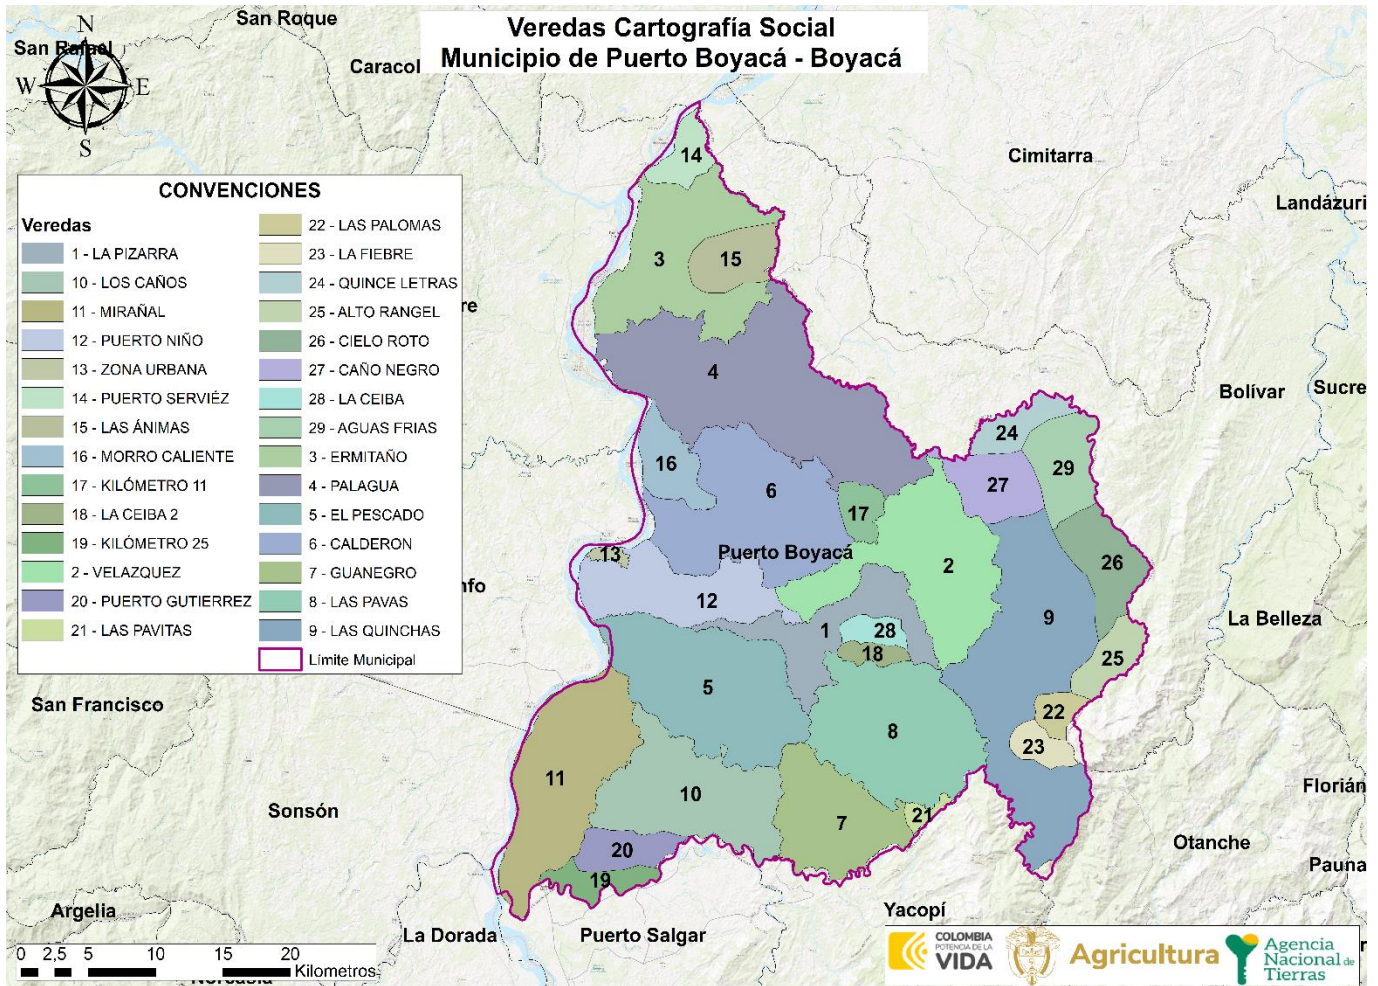 Veredas Cartografía Social
Municipio de Puerto Boyacá - Boyacá
San Roque
San Rafael
Caracol
N
W
E
S
Cimitarra
Landázuri
re
Bolívar
Sucre
nfo
La Belleza
San Francisco
Sonsón
Florián
Otanche
Pauna
Argelia
La Dorada
Puerto Salgar
Yacopí
Norcasia
CONVENCIONES
Veredas
1 - LA PIZARRA
10 - LOS CAÑOS
11 - MIRAÑAL
12 - PUERTO NIÑO
13 - ZONA URBANA
14 - PUERTO SERVIÉZ
15 - LAS ÁNIMAS
16 - MORRO CALIENTE
17 - KILÓMETRO 11
18 - LA CEIBA 2
19 - KILÓMETRO 25
2 - VELAZQUEZ
20 - PUERTO GUTIERREZ
21 - LAS PAVITAS
22 - LAS PALOMAS
23 - LA FIEBRE
24 - QUINCE LETRAS
25 - ALTO RANGEL
26 - CIELO ROTO
27 - CAÑO NEGRO
28 - LA CEIBA
29 - AGUAS FRIAS
3 - ERMITAÑO
4 - PALAGUA
5 - EL PESCADO
6 - CALDERON
7 - GUANEGRO
8 - LAS PAVAS
9 - LAS QUINCHAS
Límite Municipal
14
3
15
4
24
29
16
6
27
17
Puerto Boyacá
13
2
26
12
9
1
28
18
25
5
22
8
23
11
10
21
7
20
19
0 2,5 5 10 15 20
Kilometros
COLOMBIA
POTENCIA DE LA
VIDA
Agricultura
Agencia
Nacional de
Tierras